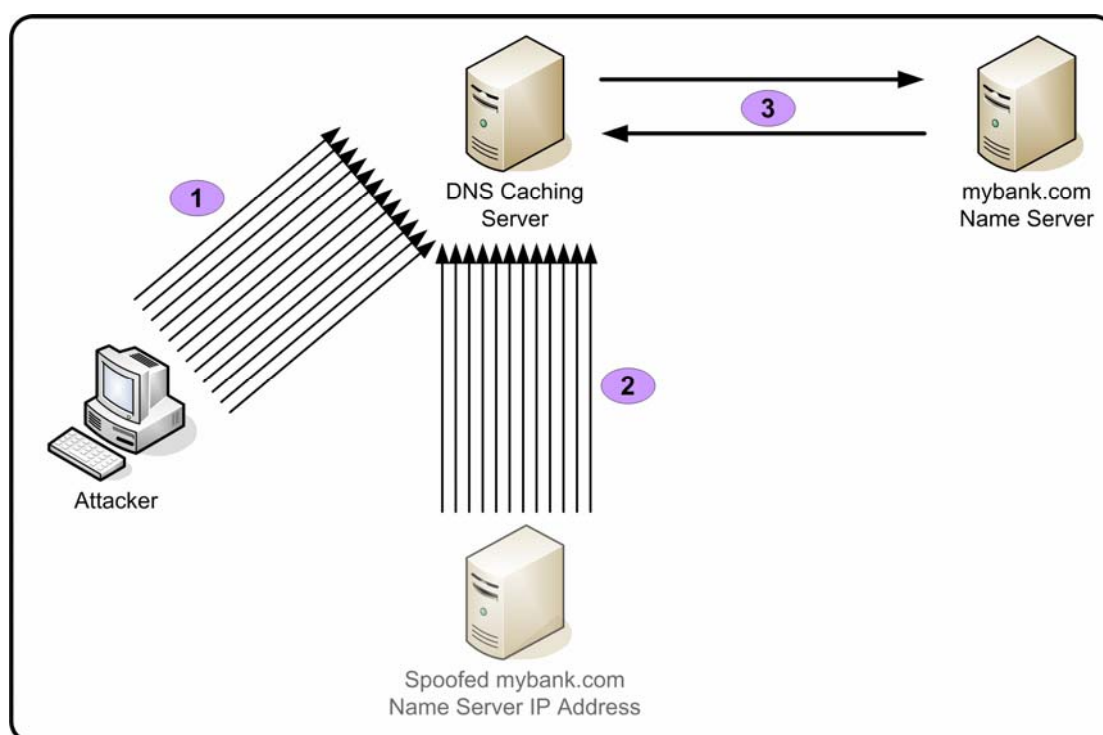 DNS Caching
Server
3
mybank.com
Name Server
1
2
Attacker
Spoofed mybank.com
Name Server IP Address